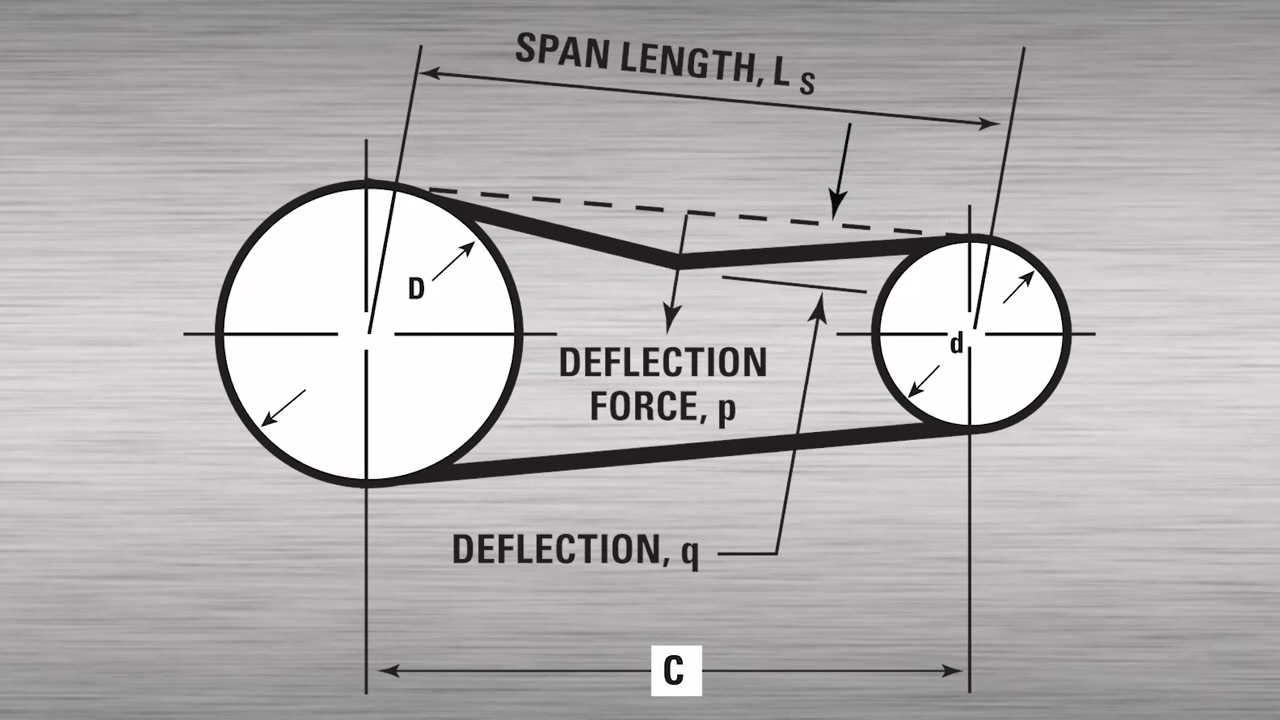 SPAN LENGTH, L S
D
d
DEFLECTION
FORCE, p
DEFLECTION, q
C